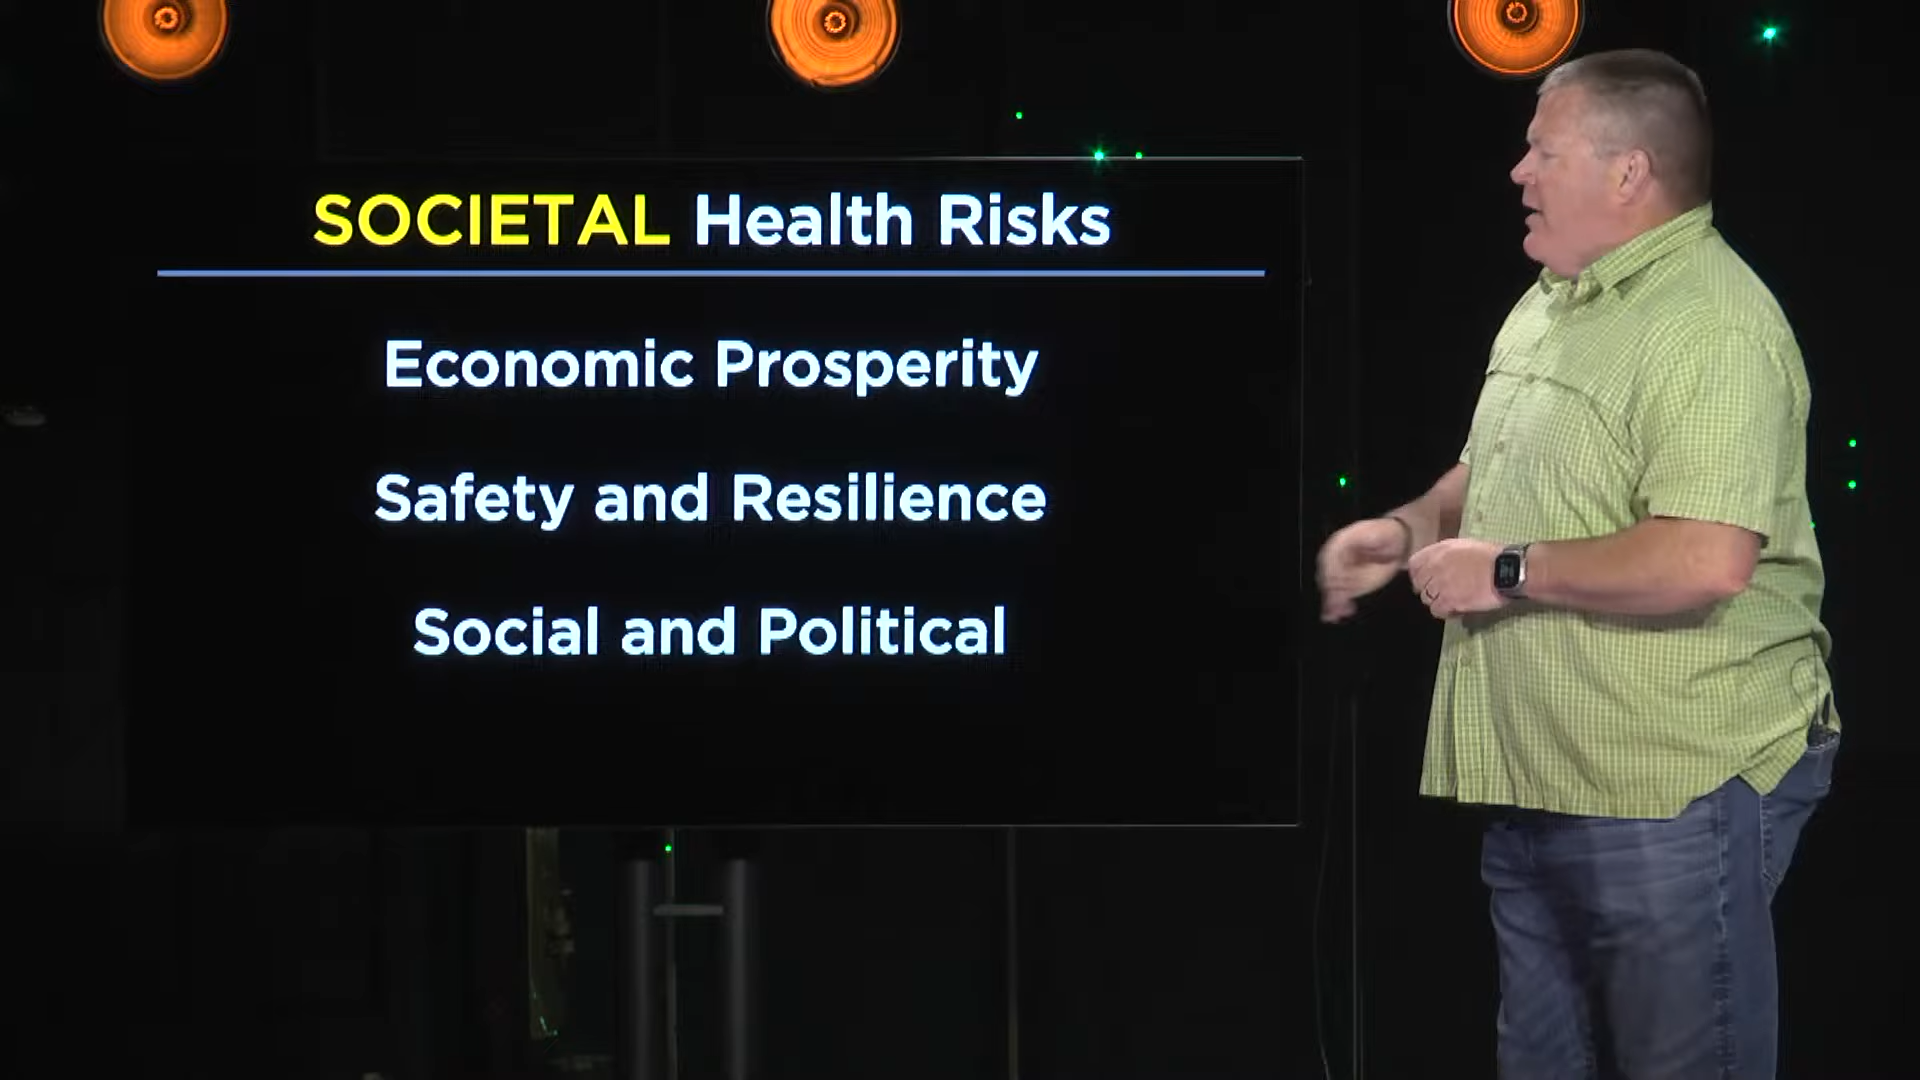 SOCIETAL Health Risks
Economic Prosperity
Safety and Resilience
Social and Political